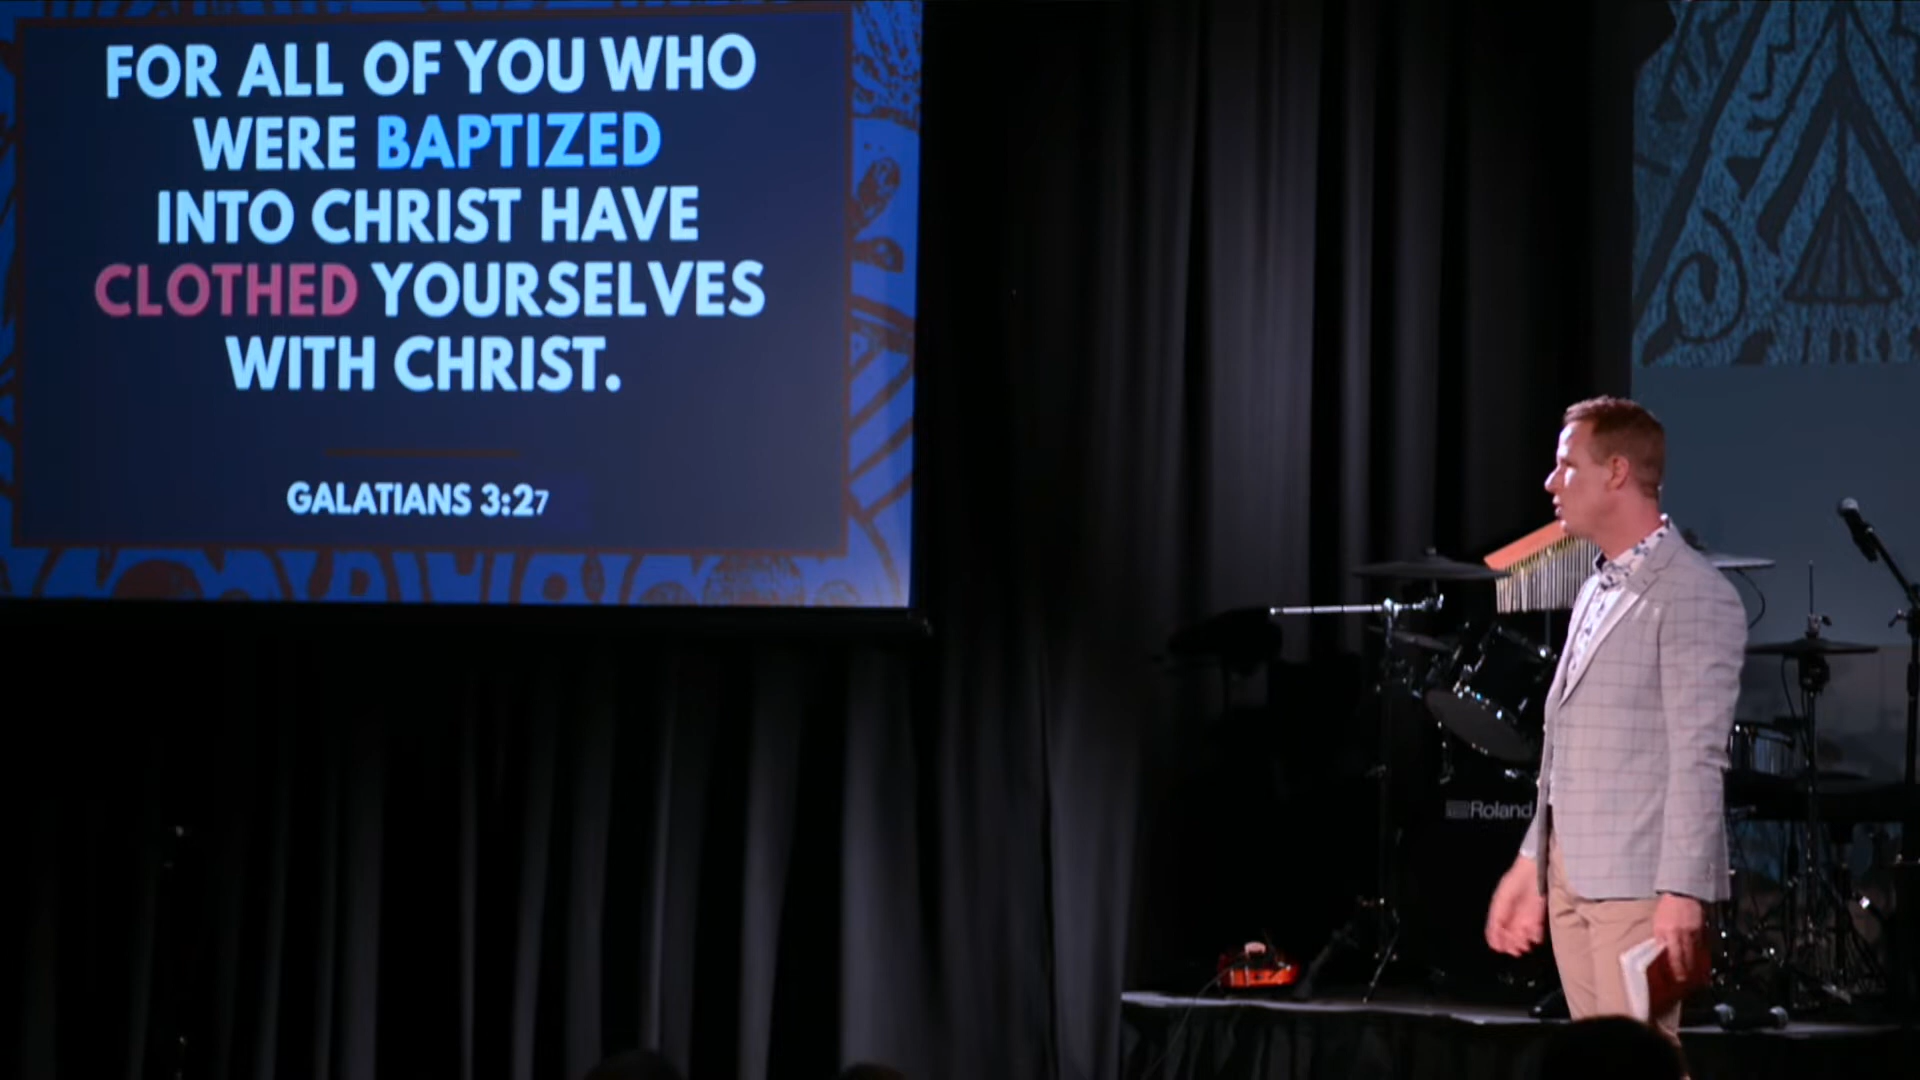 FOR ALL OF YOU WHO
WERE BAPTIZED
INTO CHRIST HAVE
CLOTHED YOURSELVES
WITH CHRIST.
GALATIANS 3:27
Roland